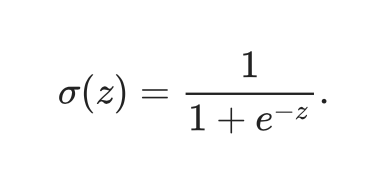 σ(z) = 1 / (1 + e^{-z}).